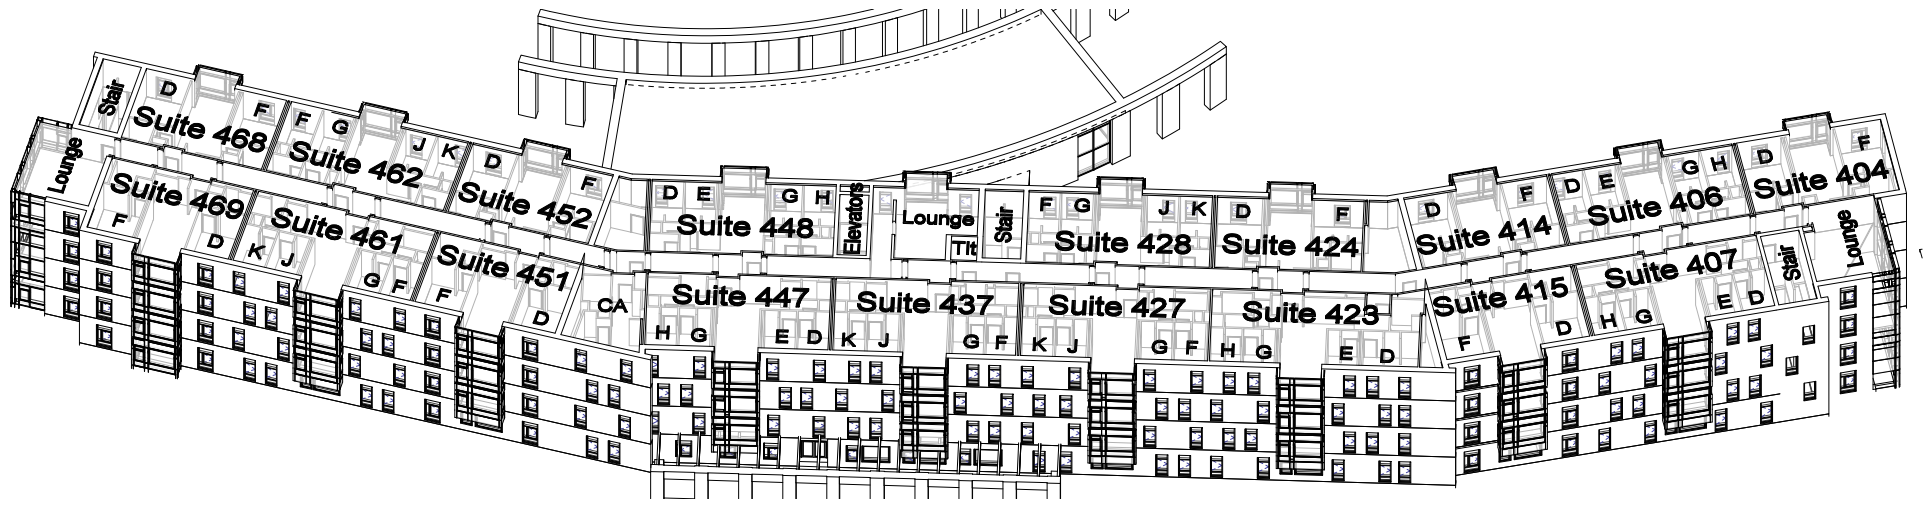 Stair
D
F
Suite 468
F
G
J
K
Suite 462
D
F
Suite 452
D
E
G
H
Suite 448
Elevators
Lounge
Tlt
Stair
F
G
J
K
Suite 428
D
F
Suite 424
D
F
Suite 414
D
E
G
H
Suite 406
D
F
Suite 404
Lounge
Suite 469
F
D
Suite 461
K
J
G
F
Suite 451
F
D
CA
Suite 447
H
G
E
D
Suite 437
K
J
G
F
Suite 427
K
J
G
F
Suite 423
H
G
E
D
Suite 415
F
D
Suite 407
H
G
E
D
Stair
Lounge